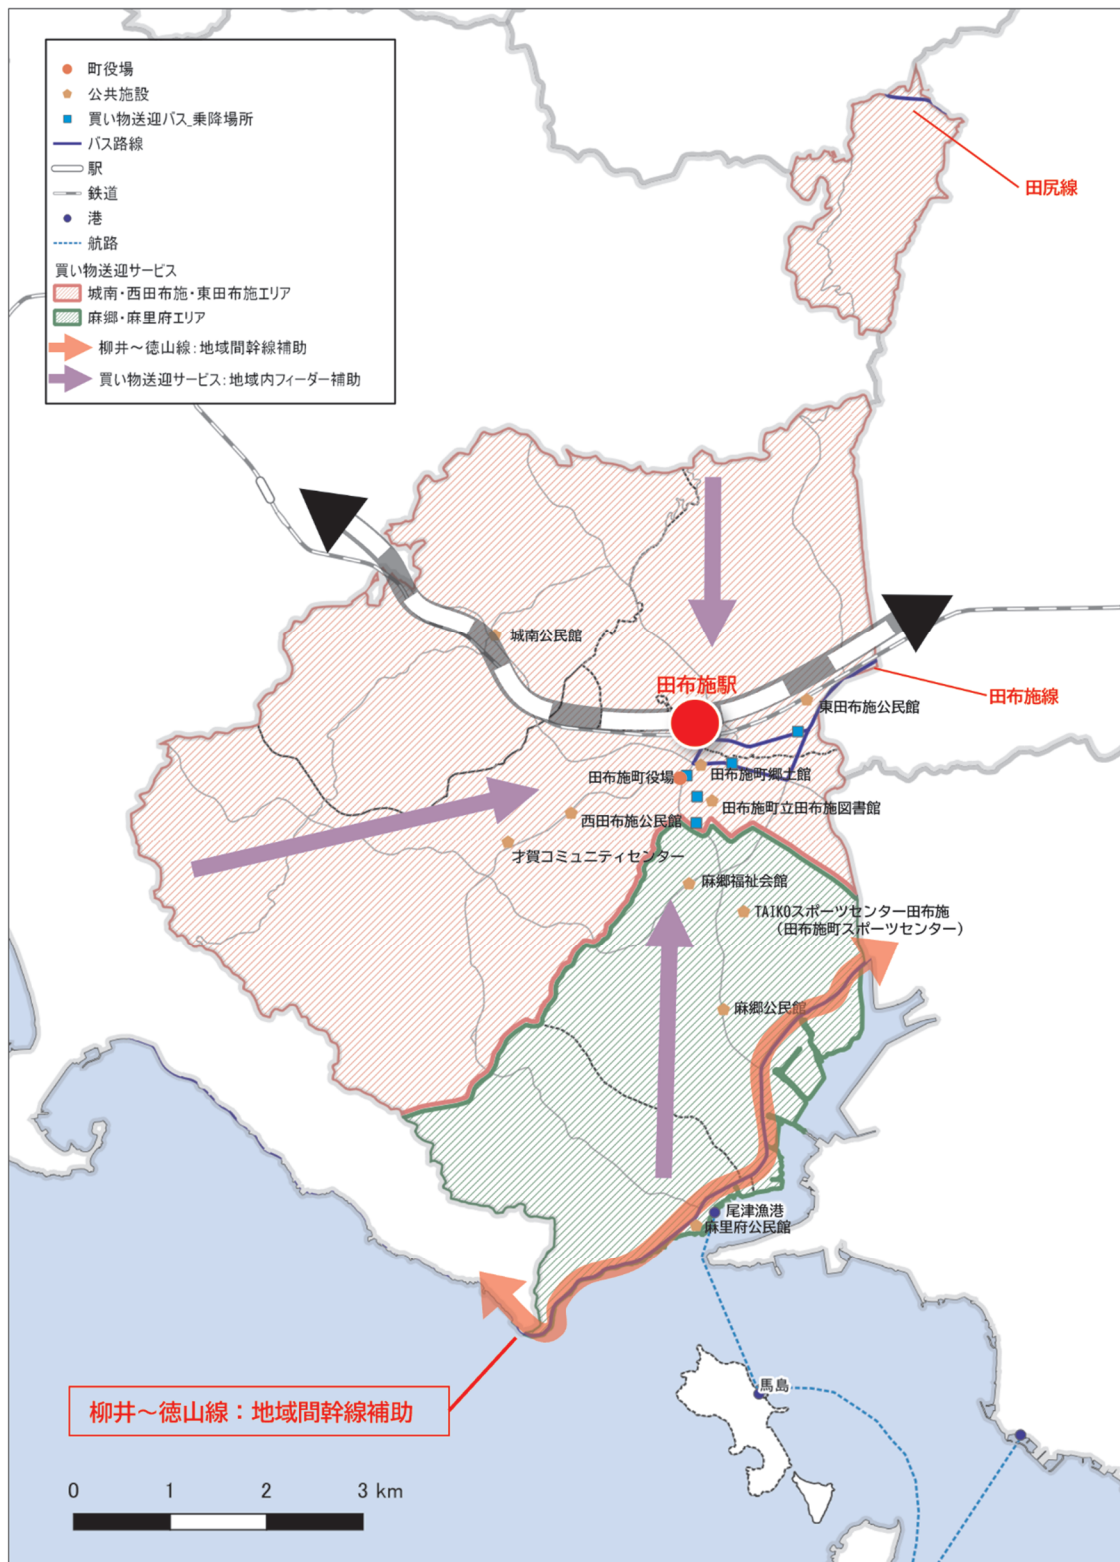 町役場
公共施設
買い物送迎バス_乗降場所
バス路線
駅
鉄道
港
航路
買い物送迎サービス
城南・西田布施・東田布施エリア
麻郷・麻里府エリア
柳井～徳山線：地域間幹線補助
買い物送迎サービス：地域内フィーダー補助
田尻線
城南公民館
田布施駅
田布施線
東田布施公民館
田布施町役場
田布施町郷土館
田布施町立田布施図書館
西田布施公民館
才賀コミュニティセンター
麻郷福祉会館
TAIKOスポーツセンター田布施
（田布施町スポーツセンター）
麻郷公民館
尾津漁港
麻里府公民館
馬島
柳井～徳山線：地域間幹線補助
0 1 2 3 km